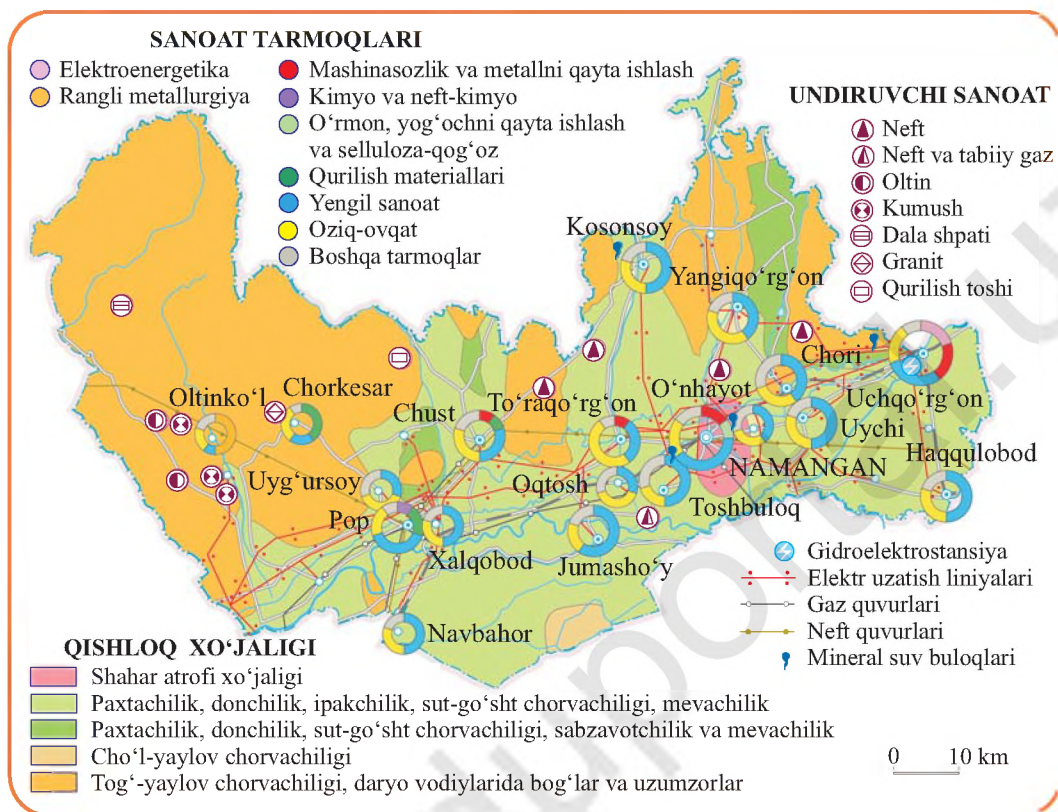 SANOAT TARMOQLARI
Elektroenergetika
Rangli metallurgiya
Mashinasozlik va metallni qayta ishlash
Kimyo va neft-kimyo
O‘rmon, yog‘ochni qayta ishlash
va selluloza-qog‘oz
Qurilish materiallari
Yengil sanoat
Oziq-ovqat
Boshqa tarmoqlar
UNDIRUVCHI SANOAT
Neft
Neft va tabiiy gaz
Oltin
Kumush
Dala shpati
Granit
Qurilish toshi
Kosonsoy
Yangiqo‘rg‘on
Chori
Oltinko‘l
Chorkesar
Chust
To‘raqo‘rg‘on
O‘nhayot
Uchqo‘rg‘on
Uychi
Haqqulobod
NAMANGAN
Uyg‘ursoy
Oqtosh
Toshbuloq
Pop
Xalqobod
Jumasho‘y
Navbahor
Gidroelektrostansiya
Elektr uzatish liniyalari
Gaz quvurlari
Neft quvurlari
Mineral suv buloqlari
QISHLOQ XO‘JALIGI
Shahar atrofi xo‘jaligi
Paxtachilik, donchilik, ipakchilik, sut-go‘sht chorvachiligi, mevachilik
Paxtachilik, donchilik, sut-go‘sht chorvachiligi, sabzavotchilik va mevachilik
Cho‘l-yaylov chorvachiligi
Tog‘-yaylov chorvachiligi, daryo vodiylarida bog‘lar va uzumzorlar
0 10 km